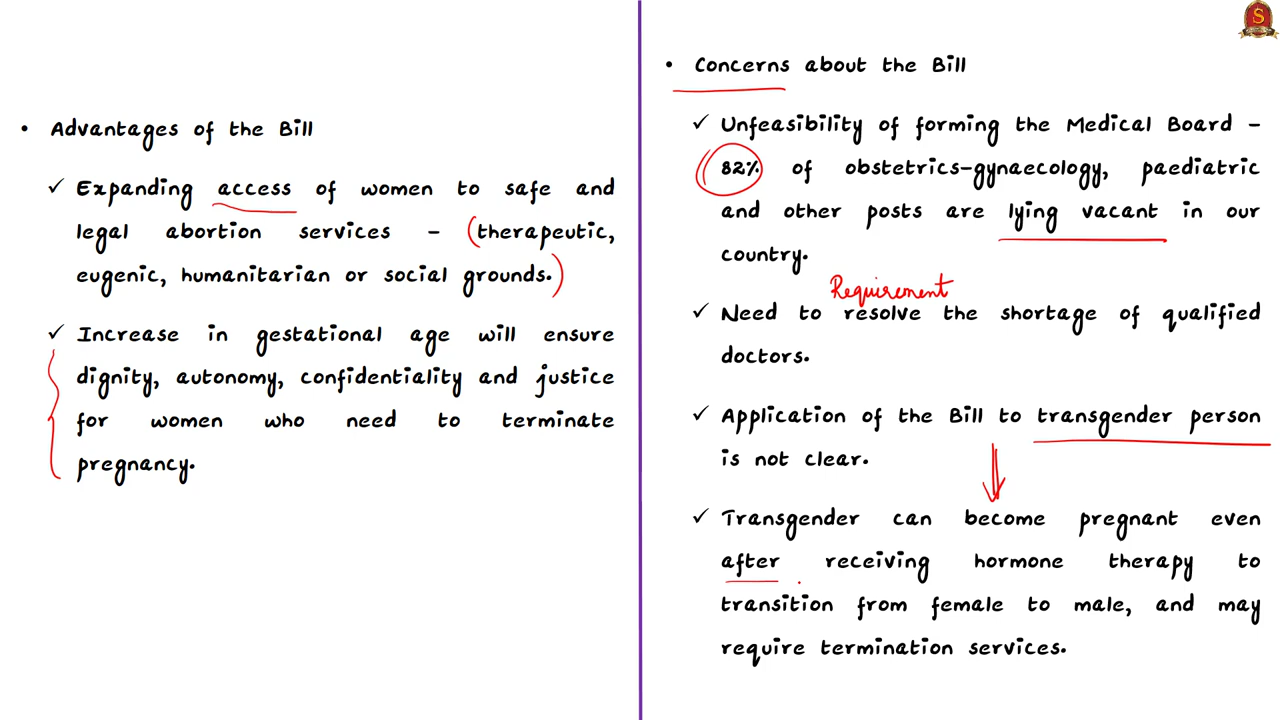 • Advantages of the Bill
✓ Expanding access of women to safe and
legal abortion services - (therapeutic,
eugenic, humanitarian or social grounds.)
✓ Increase in gestational age will ensure
dignity, autonomy, confidentiality and justice
for women who need to terminate
pregnancy.
S
• Concerns about the Bill
✓ Unfeasibility of forming the Medical Board -
82% of obstetrics-gynaecology, paediatric
and other posts are lying vacant in our
country.
Requirement
✓ Need to resolve the shortage of qualified
doctors.
✓ Application of the Bill to transgender person
is not clear.
✓ Transgender can become pregnant even
after receiving hormone therapy to
transition from female to male, and may
require termination services.